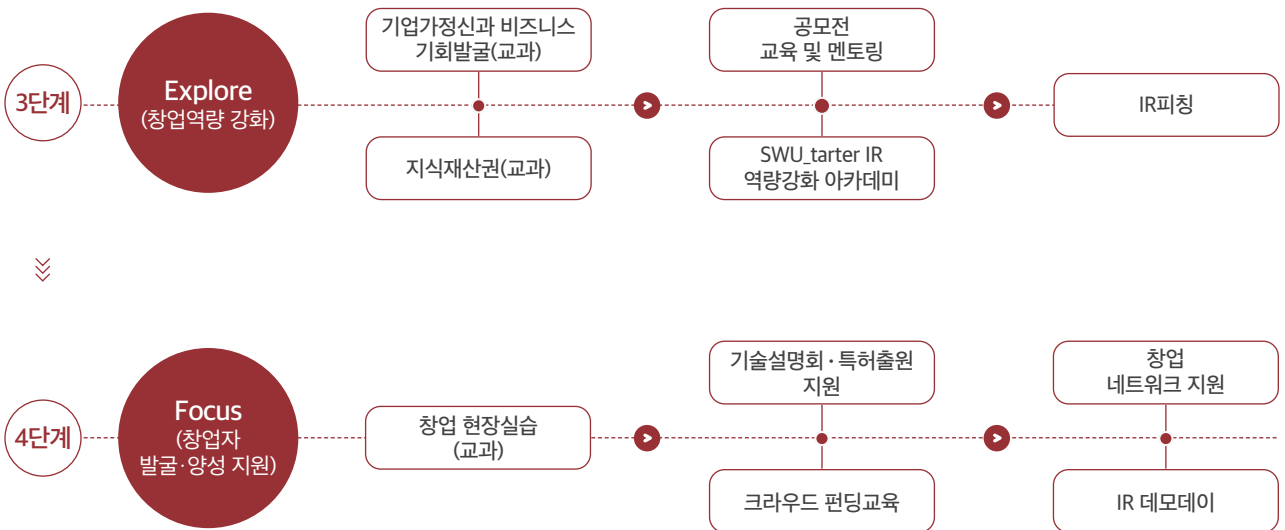 3단계
Explore
(창업역량 강화)
기업가정신과 비즈니스
기회발굴(교과)
지식재산권(교과)
공모전
교육 및 멘토링
SWU_tarter IR
역량강화 아카데미
IR피칭
4단계
Focus
(창업자
발굴·양성 지원)
창업 현장실습
(교과)
기술설명회·특허출원
지원
크라우드 펀딩교육
창업
네트워크 지원
IR 데모데이